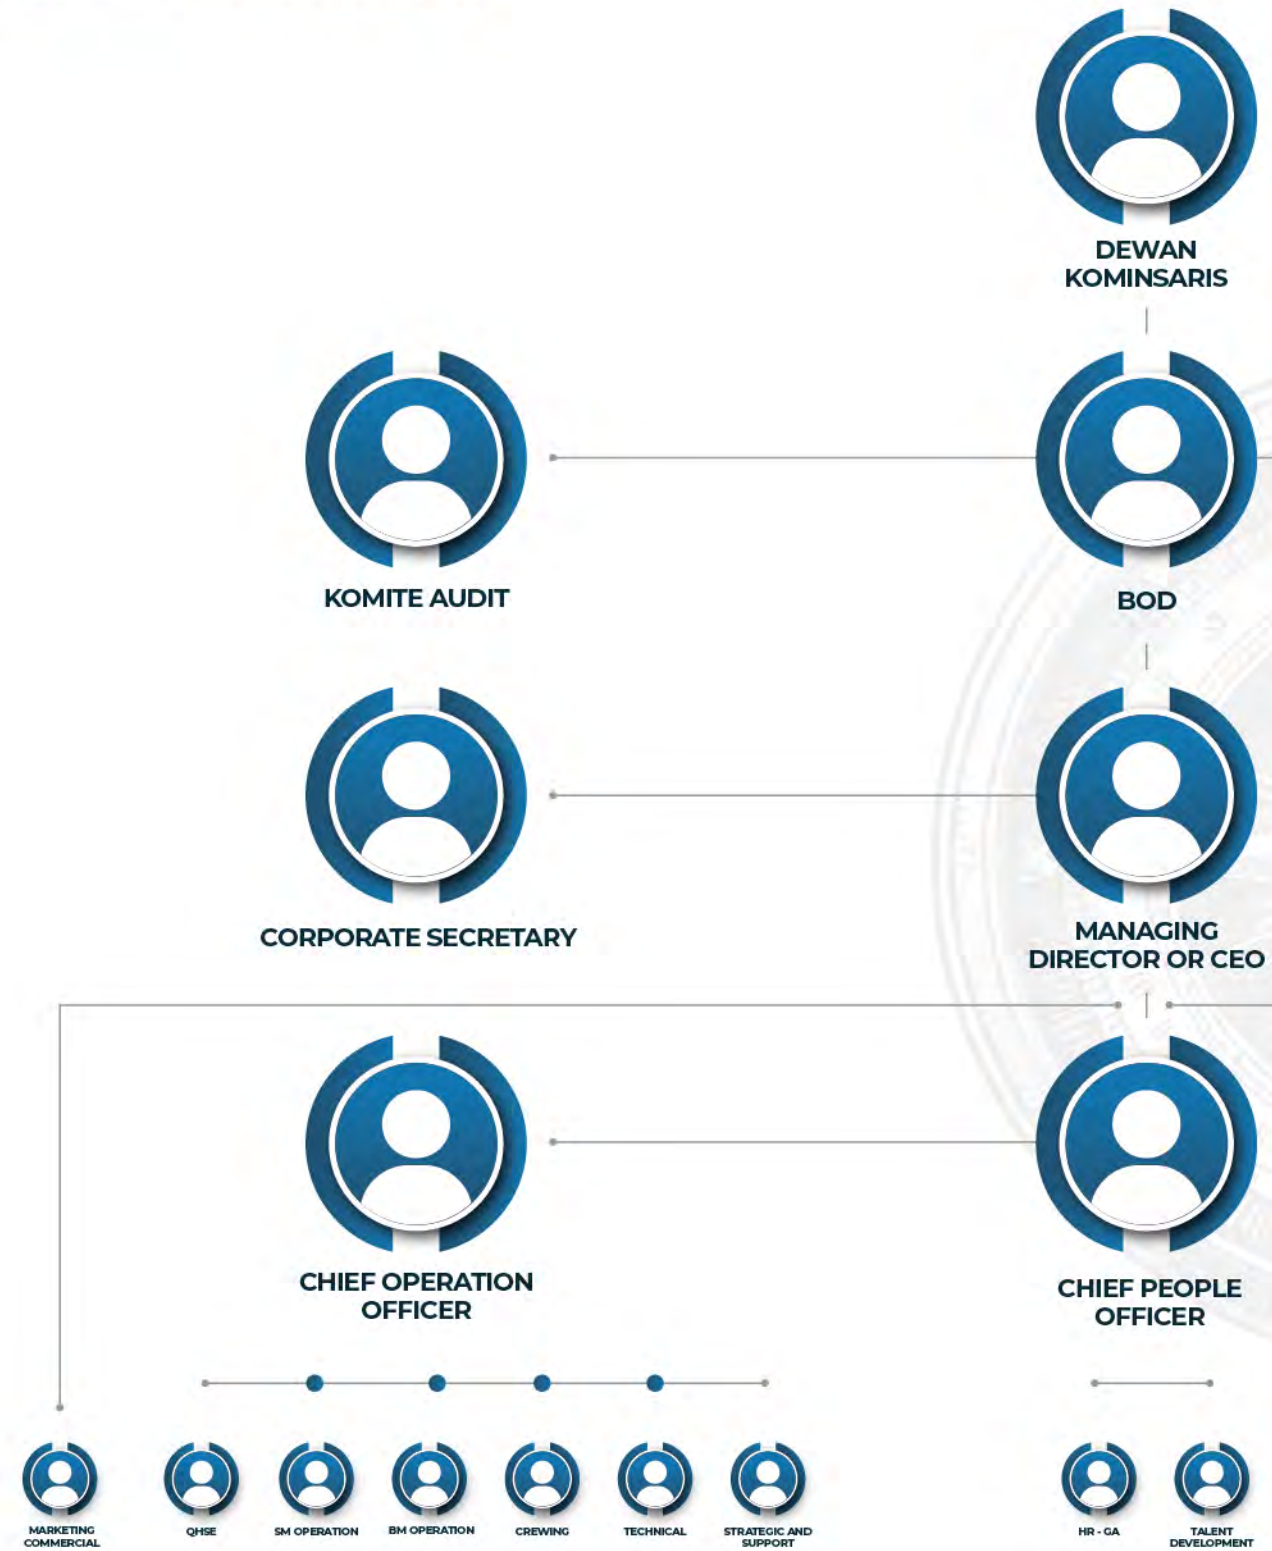 DEWAN
KOMINSARIS
KOMITE AUDIT
BOD
CORPORATE SECRETARY
MANAGING
DIRECTOR OR CEO
CHIEF OPERATION
OFFICER
CHIEF PEOPLE
OFFICER
MARKETING
COMMERCIAL
QHSE
SM OPERATION
BM OPERATION
CREWING
TECHNICAL
STRATEGIC AND
SUPPORT
HR - GA
TALENT
DEVELOPMENT